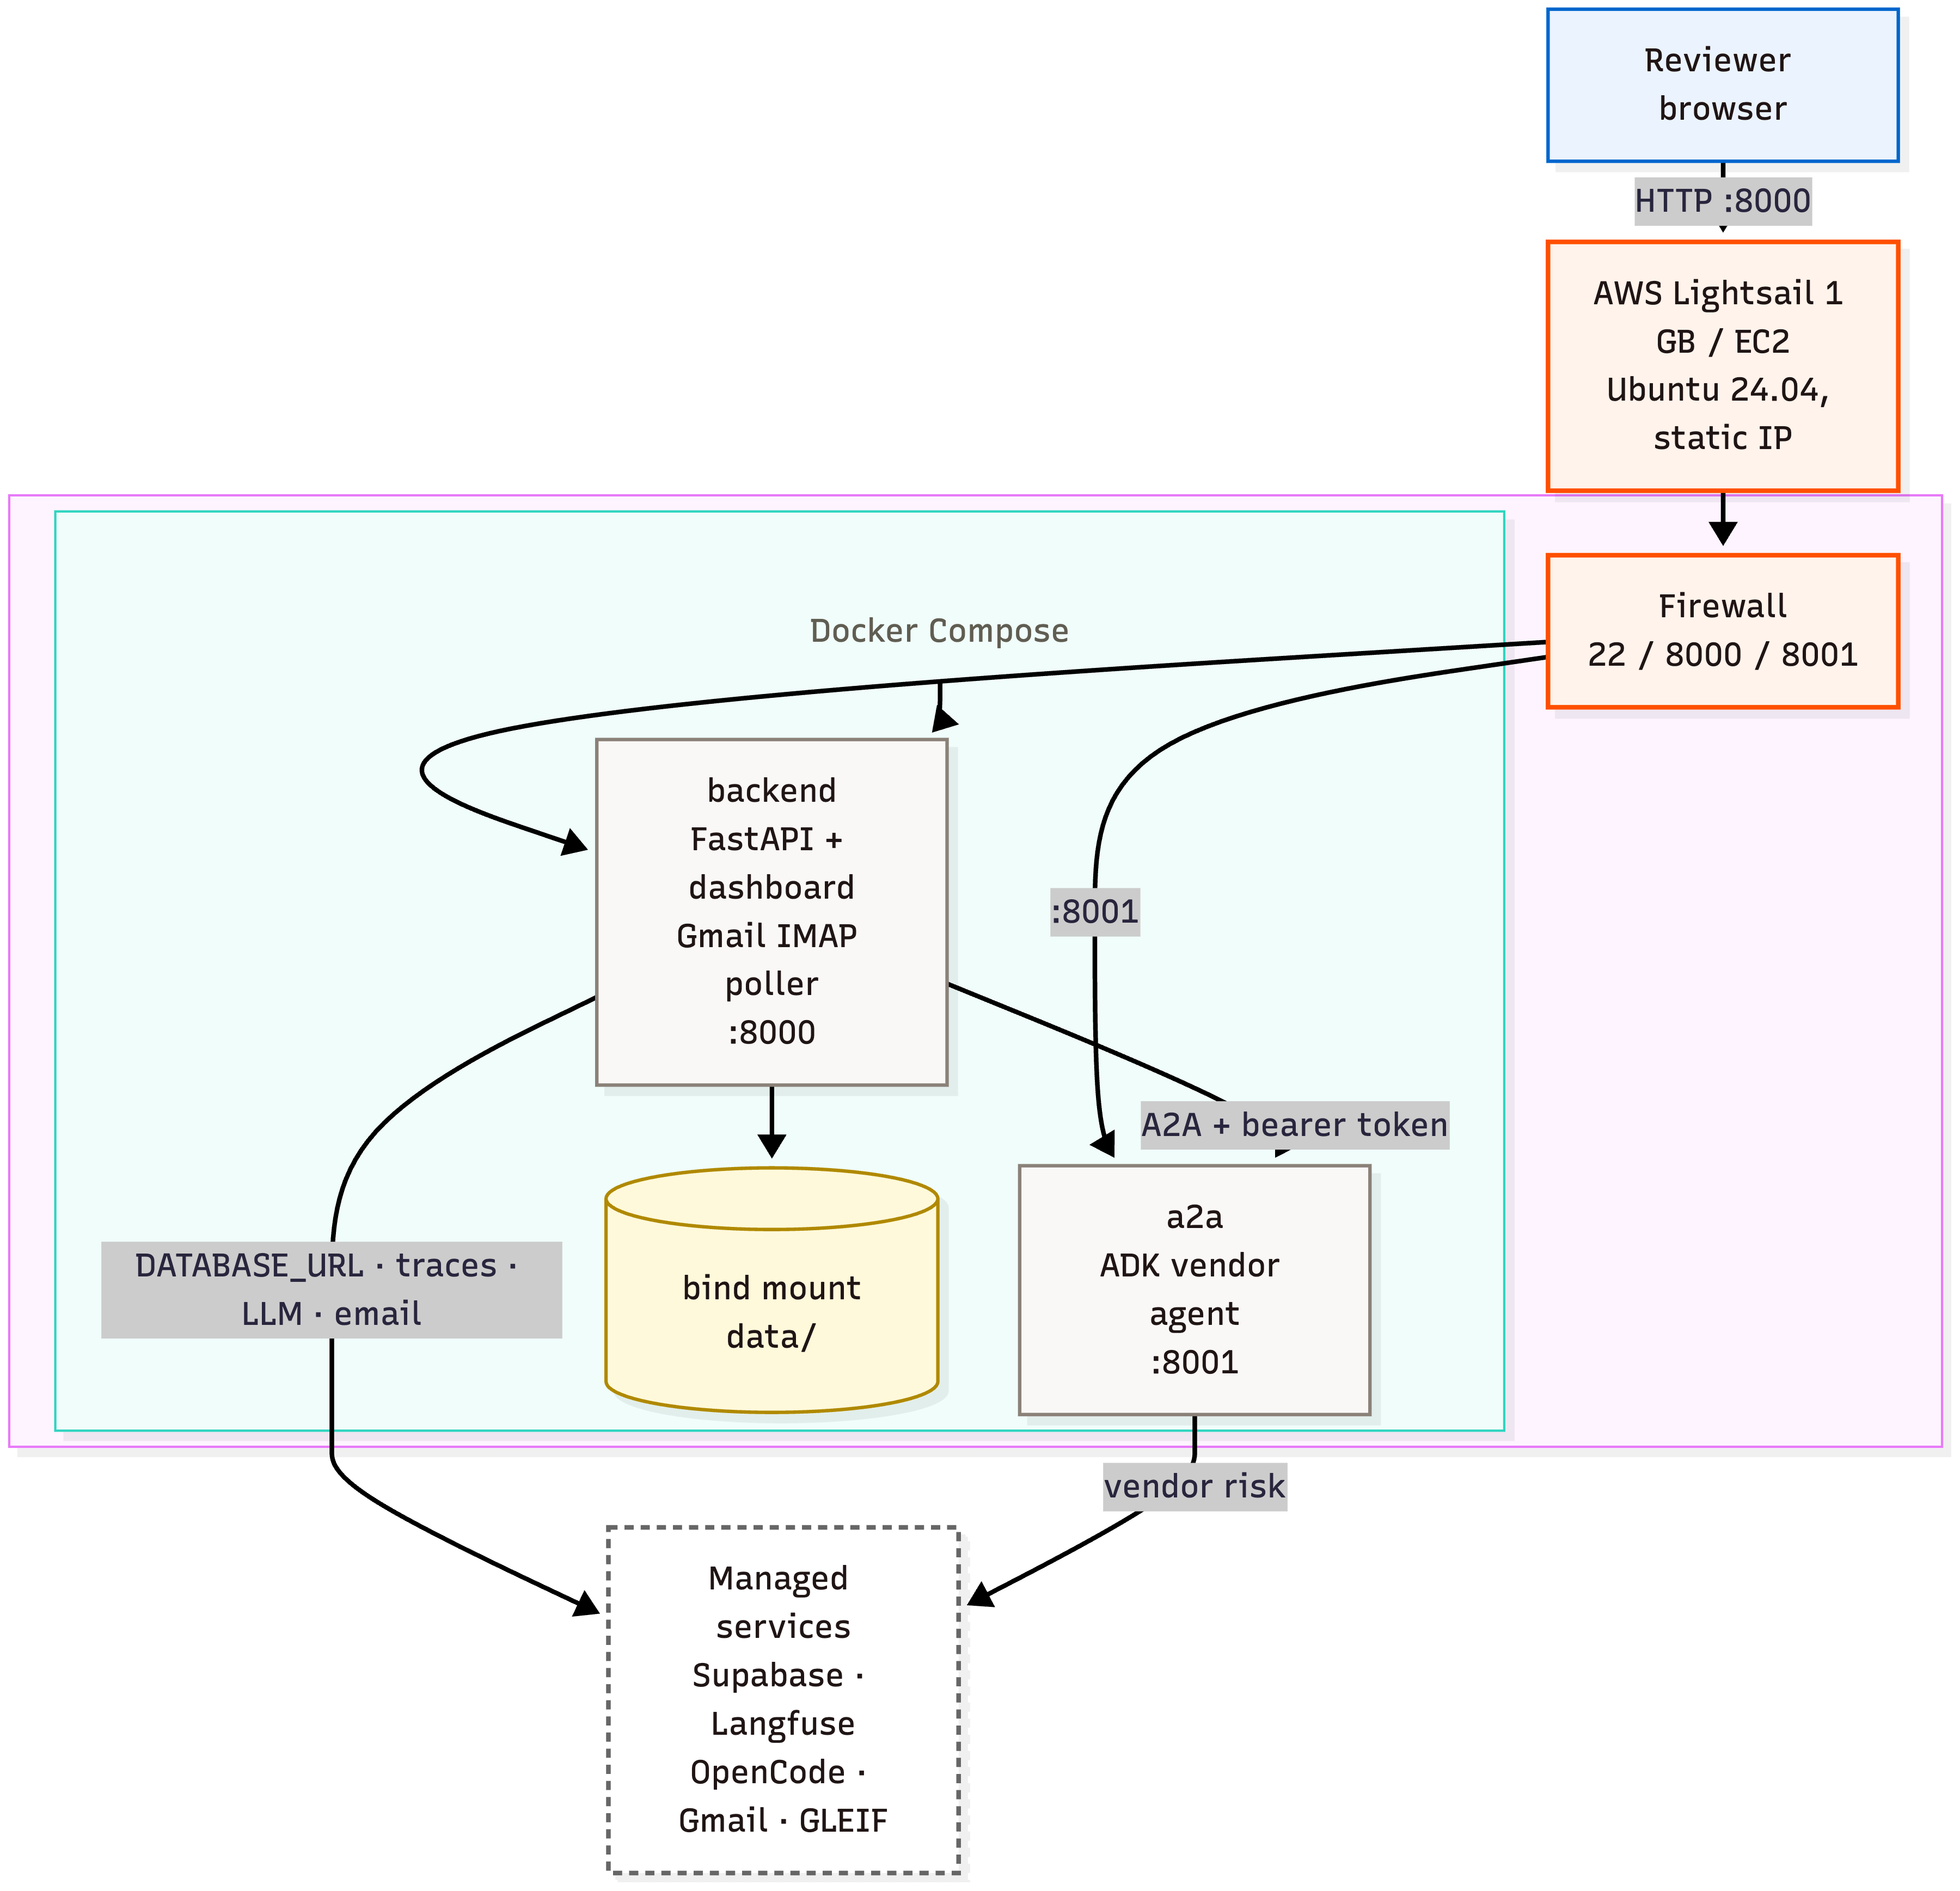 Reviewer
browser
HTTP :8000
AWS Lightsail 1
GB / EC2
Ubuntu 24.04,
static IP
Firewall
22 / 8000 / 8001
Docker Compose
backend
FastAPI +
dashboard
Gmail IMAP
poller
:8000
:8001
A2A + bearer token
DATABASE_URL · traces ·
LLM · email
bind mount
data/
a2a
ADK vendor
agent
:8001
vendor risk
Managed
services
Supabase ·
Langfuse
OpenCode ·
Gmail · GLEIF